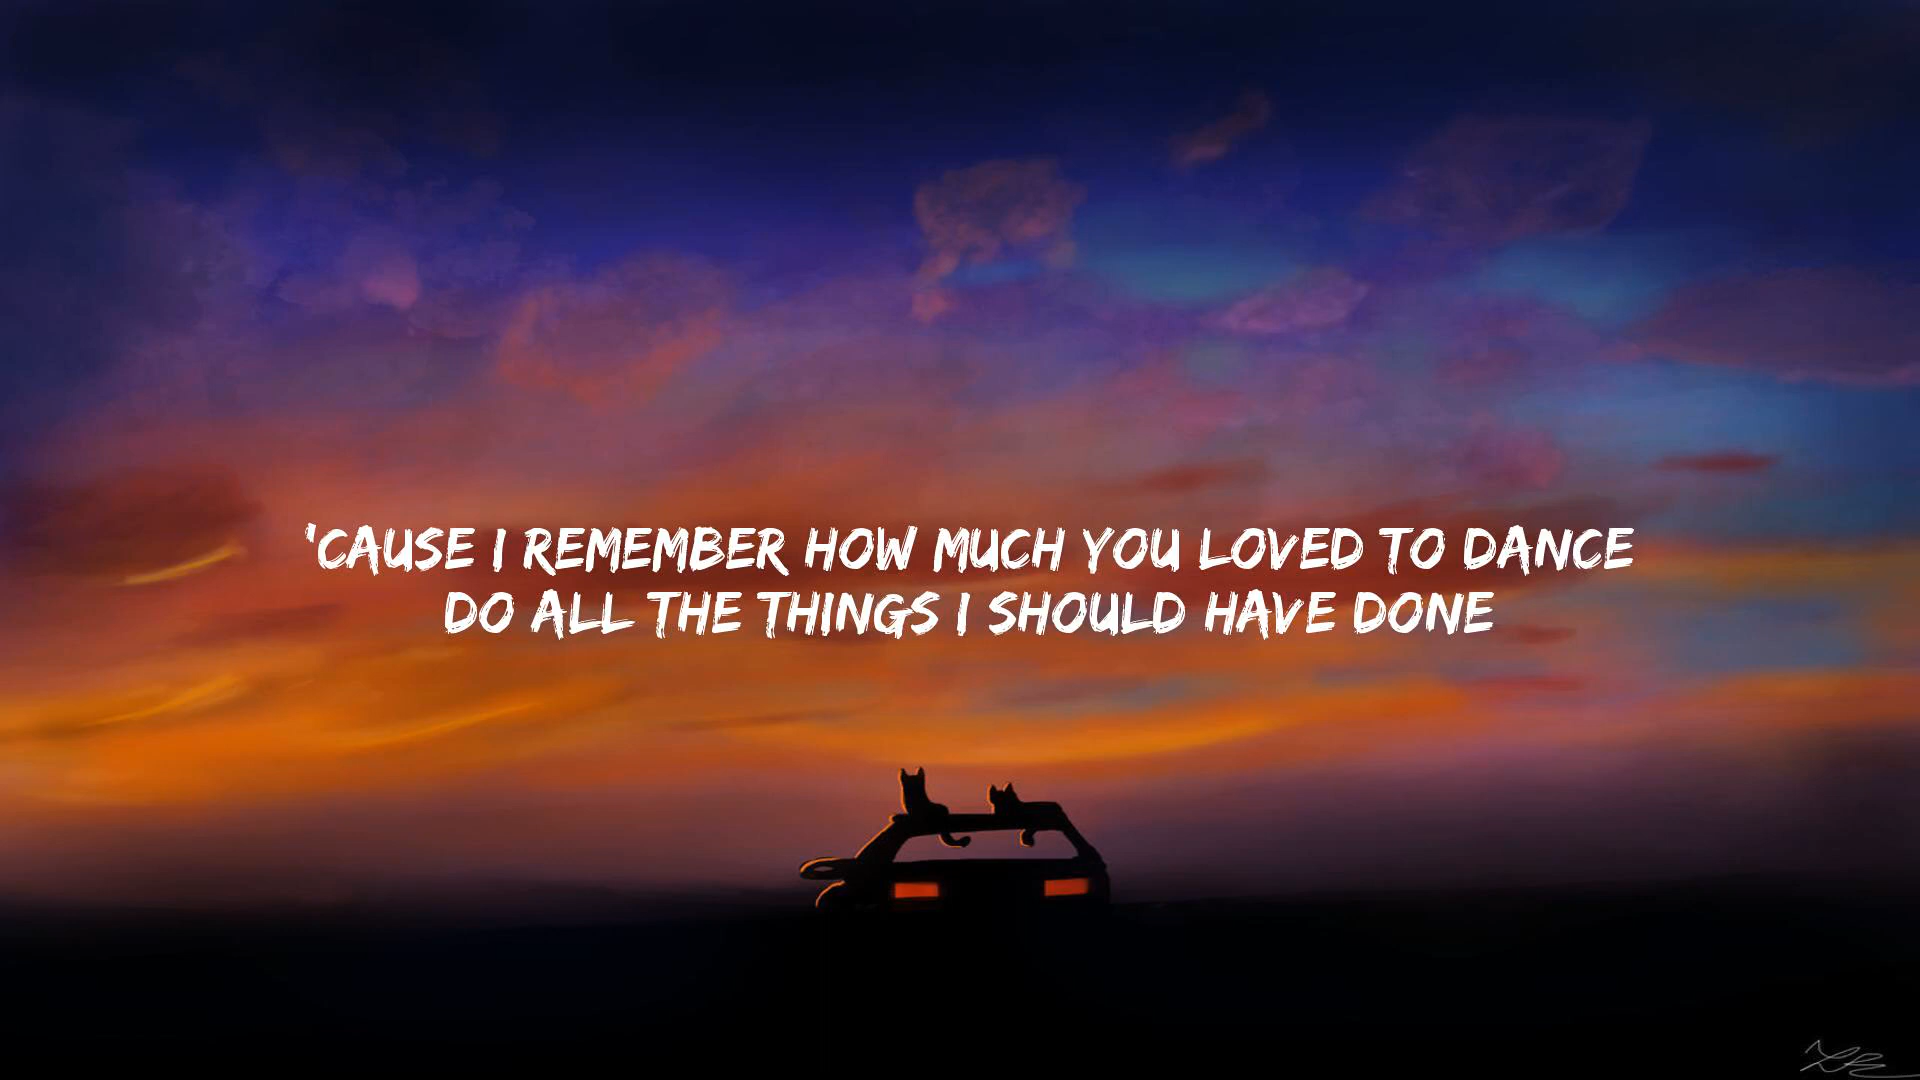 'CAUSE I REMEMBER HOW MUCH YOU LOVED TO DANCE
DO ALL THE THINGS I SHOULD HAVE DONE